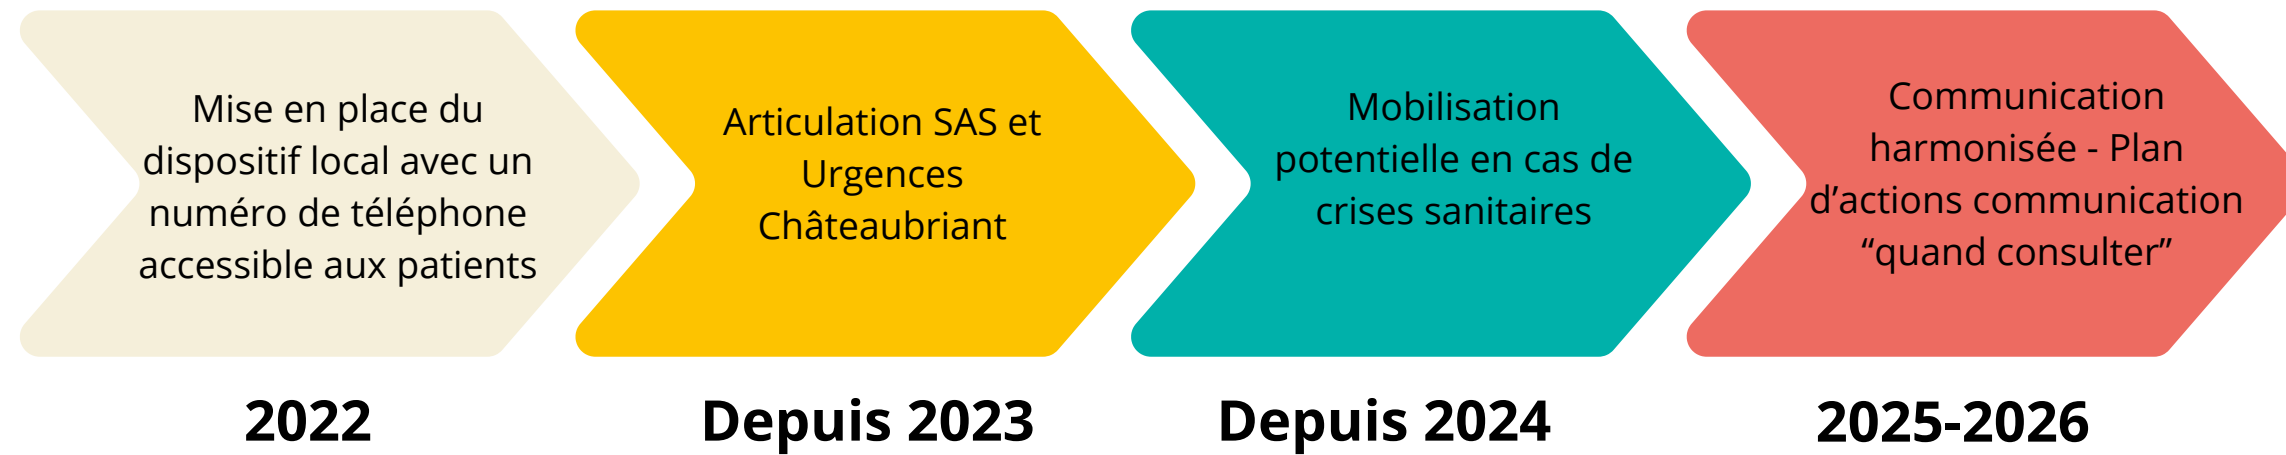 Mise en place du
dispositif local avec un
numéro de téléphone
accessible aux patients
2022
Articulation SAS et
Urgences
Châteaubriant
Depuis 2023
Mobilisation
potentielle en cas de
crises sanitaires
Depuis 2024
Communication
harmonisée - Plan
d’actions communication
“quand consulter”
2025-2026